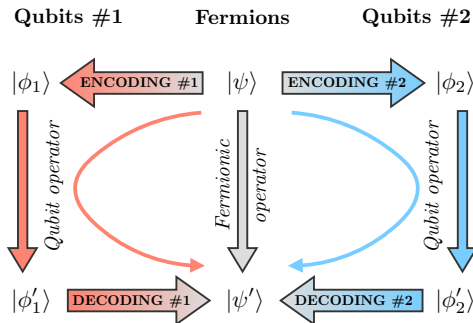 Qubits #1 Fermions Qubits #2
|ϕ₁⟩ ENCODING #1 |ψ⟩ ENCODING #2 |ϕ₂⟩
Qubit operator
Fermionic
operator
Qubit operator
|ϕ′₁⟩ DECODING #1 |ψ′⟩ DECODING #2 |ϕ′₂⟩